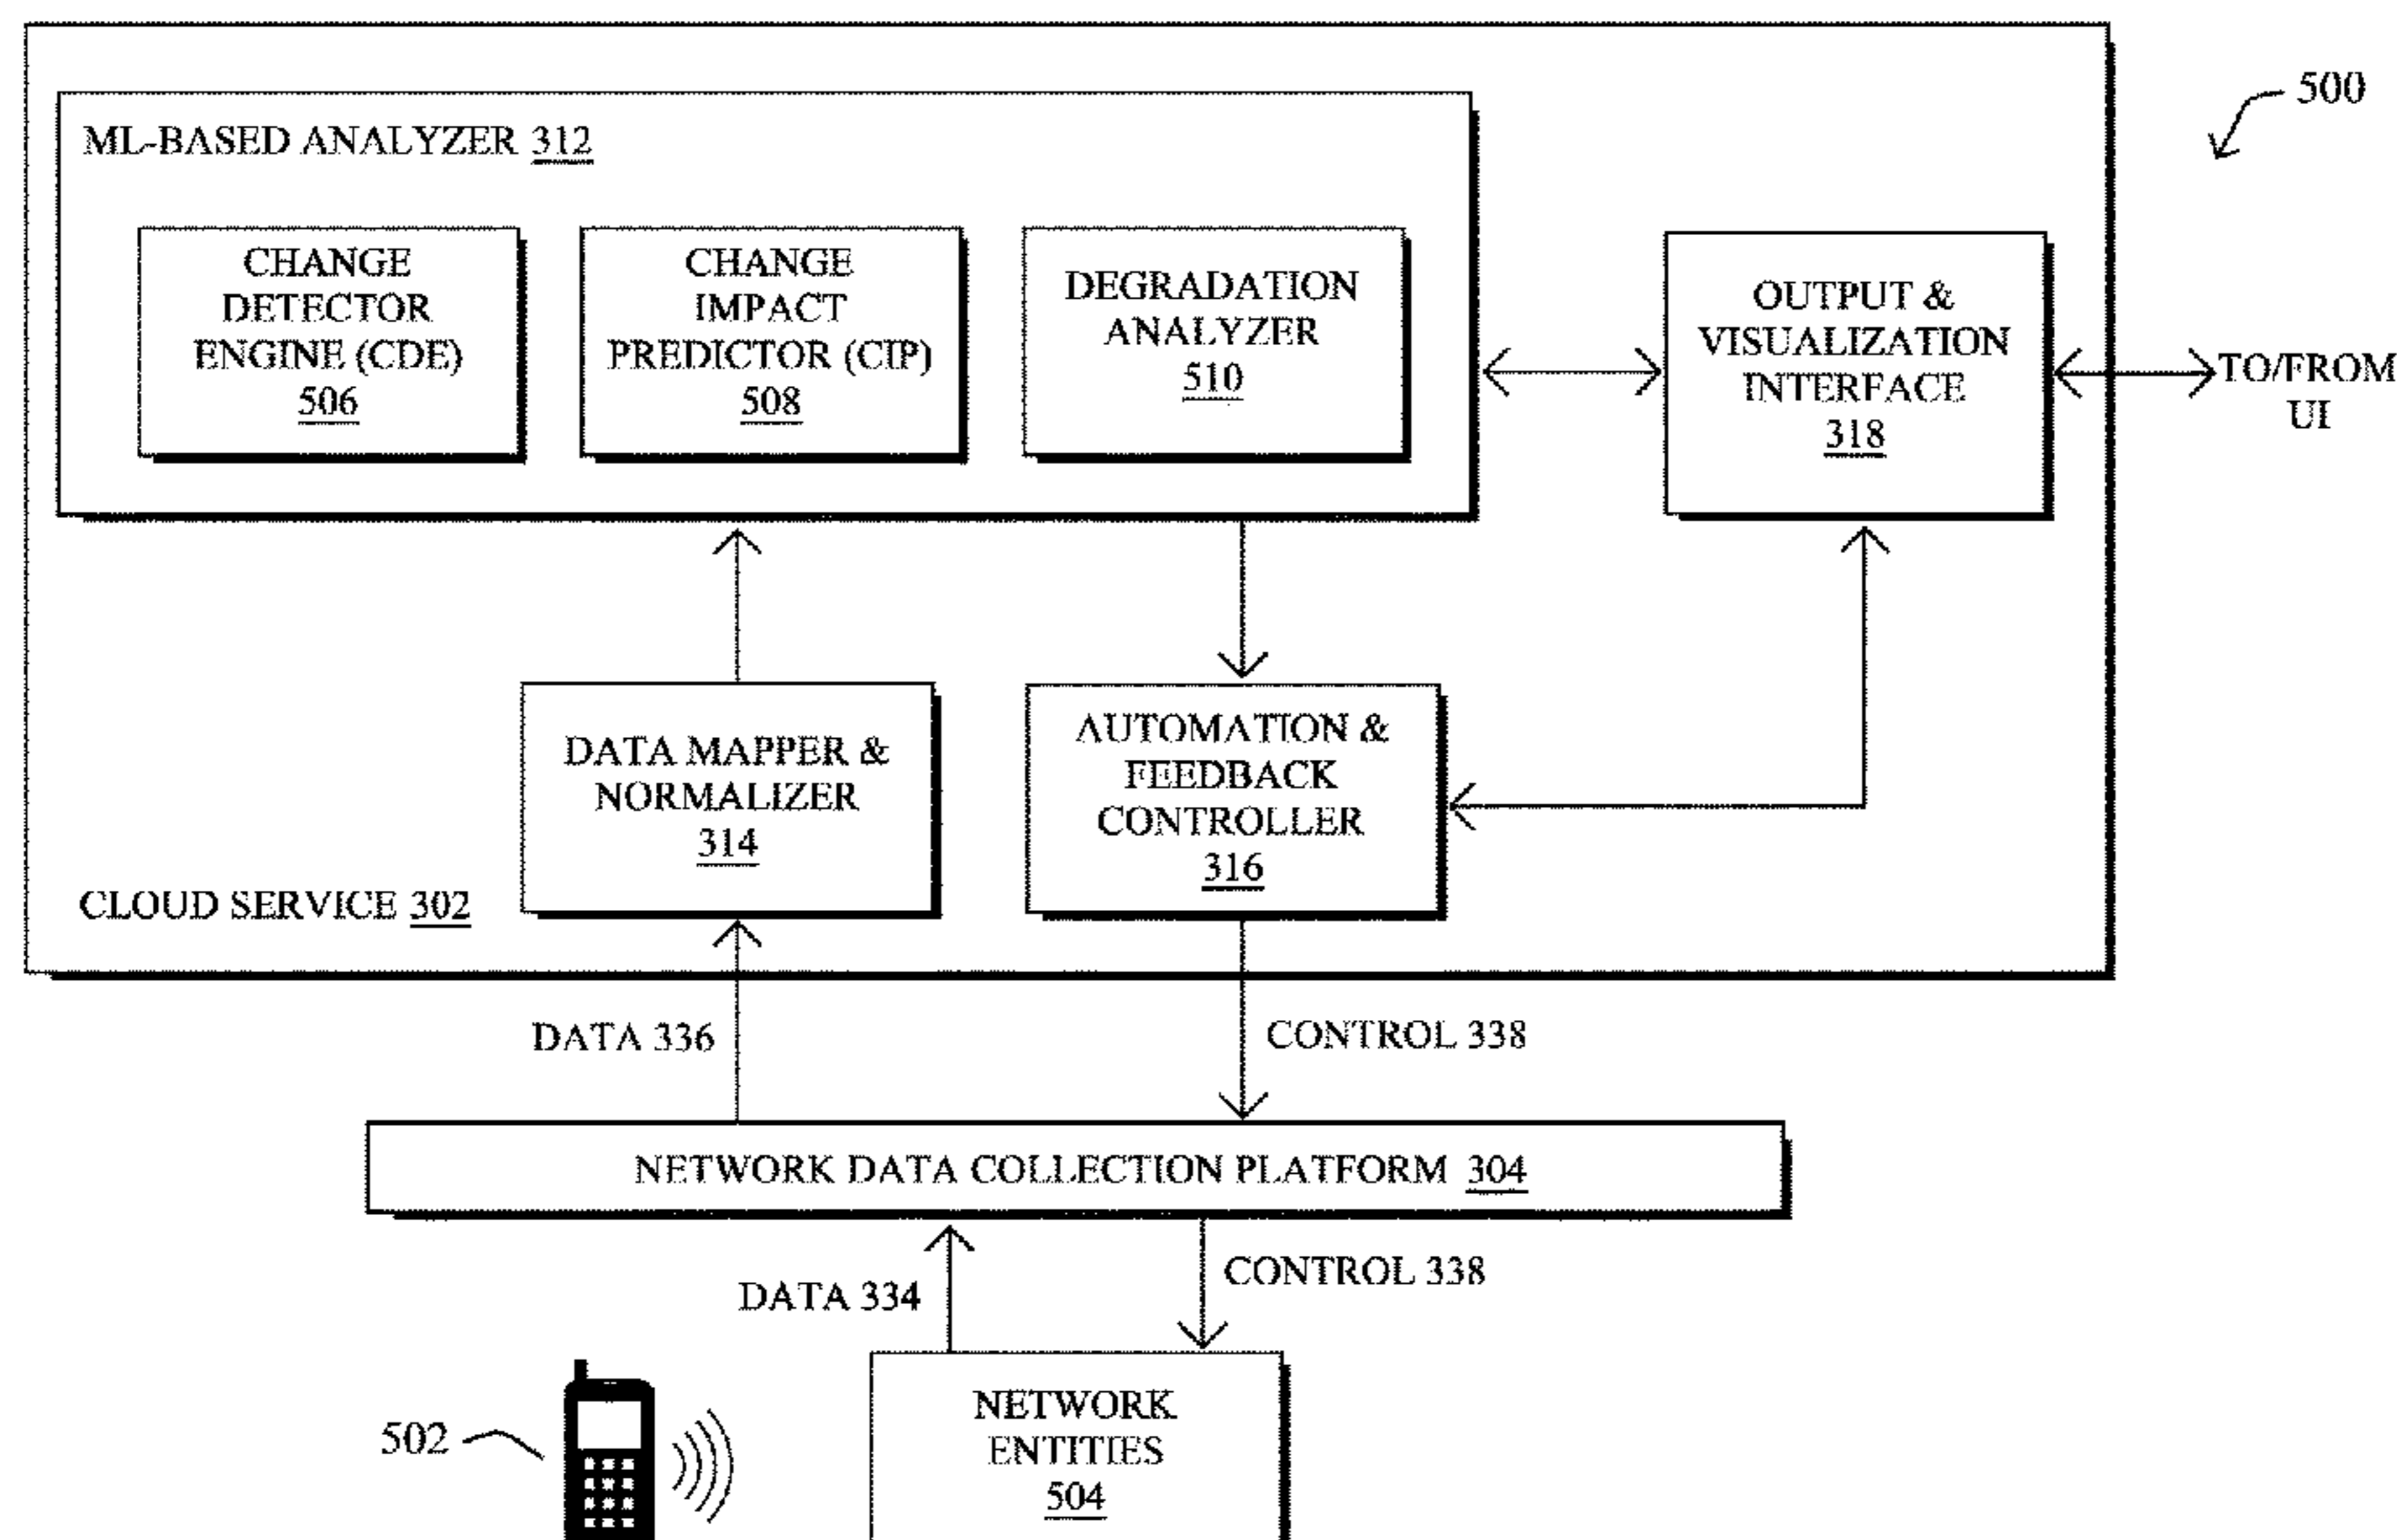 500
ML-BASED ANALYZER 312
CHANGE
DETECTOR
ENGINE (CDE)
506
CHANGE
IMPACT
PREDICTOR (CIP)
508
DEGRADATION
ANALYZER
510
OUTPUT &
VISUALIZATION
INTERFACE
318
TO/FROM
UI
DATA MAPPER &
NORMALIZER
314
AUTOMATION &
FEEDBACK
CONTROLLER
316
CLOUD SERVICE 302
DATA 336
CONTROL 338
NETWORK DATA COLLECTION PLATFORM 304
DATA 334
CONTROL 338
502
NETWORK
ENTITIES
504